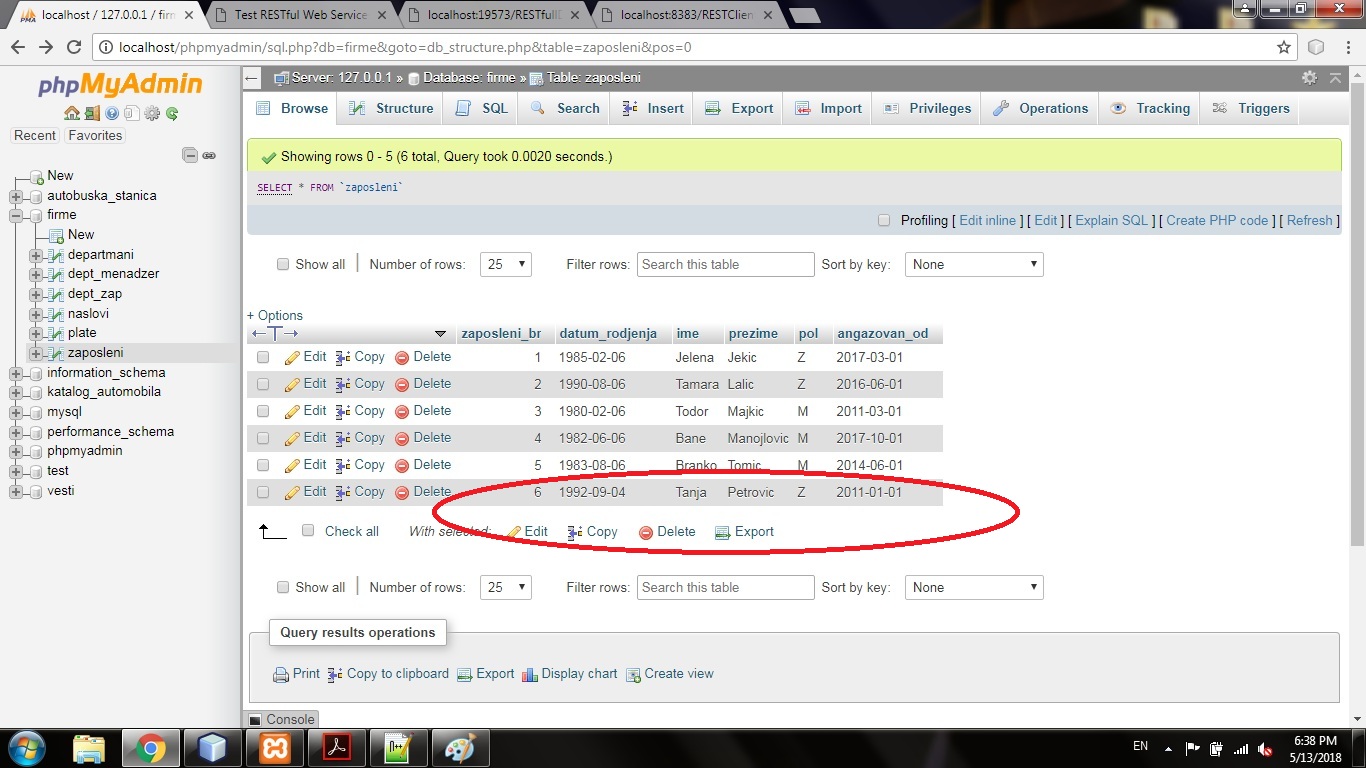 localhost / 127.0.0.1 / firm
Test RESTful Web Service
localhost:19573/RESTfulD
localhost:8383/RESTClien
localhost/phpmyadmin/sql.php?db=firme&goto=db_structure.php&table=zaposleni&pos=0
phpMyAdmin
Recent Favorites
New
autobuska_stanica
firme
New
departmani
dept_menadzer
dept_zap
naslovi
plate
zaposleni
information_schema
katalog_automobila
mysql
performance_schema
phpmyadmin
test
vesti
Server: 127.0.0.1 » Database: firme » Table: zaposleni
Browse Structure SQL Search Insert Export Import Privileges Operations Tracking Triggers
Showing rows 0 - 5 (6 total, Query took 0.0020 seconds.)
SELECT * FROM `zaposleni`
Profiling [ Edit inline ] [ Edit ] [ Explain SQL ] [ Create PHP code ] [ Refresh ]
Show all | Number of rows: 25 Filter rows: Search this table Sort by key: None
+ Options
zaposleni_br datum_rodjenja ime prezime pol angazovan_od
Edit Copy Delete 1 1985-02-06 Jelena Jekic Z 2017-03-01
Edit Copy Delete 2 1990-08-06 Tamara Lalic Z 2016-06-01
Edit Copy Delete 3 1980-02-06 Todor Majkic M 2011-03-01
Edit Copy Delete 4 1982-06-06 Bane Manojlovic M 2017-10-01
Edit Copy Delete 5 1983-08-06 Branko Tomic M 2014-06-01
Edit Copy Delete 6 1992-09-04 Tanja Petrovic Z 2011-01-01
Check all With selected: Edit Copy Delete Export
Show all | Number of rows: 25 Filter rows: Search this table Sort by key: None
Query results operations
Print Copy to clipboard Export Display chart Create view
Console
EN 6:38 PM
5/13/2018